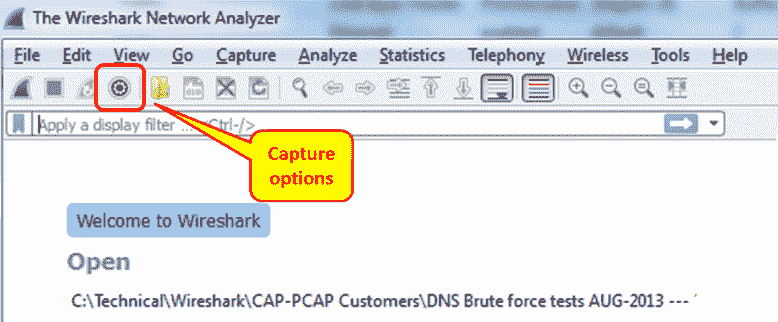 The Wireshark Network Analyzer
File Edit View Go Capture Analyze Statistics Telephony Wireless Tools Help
Apply a display filter ... <Ctrl-/>
Capture
options
Welcome to Wireshark
Open
C:\Technical\Wireshark\CAP-PCAP Customers\DNS Brute force tests AUG-2013 ---